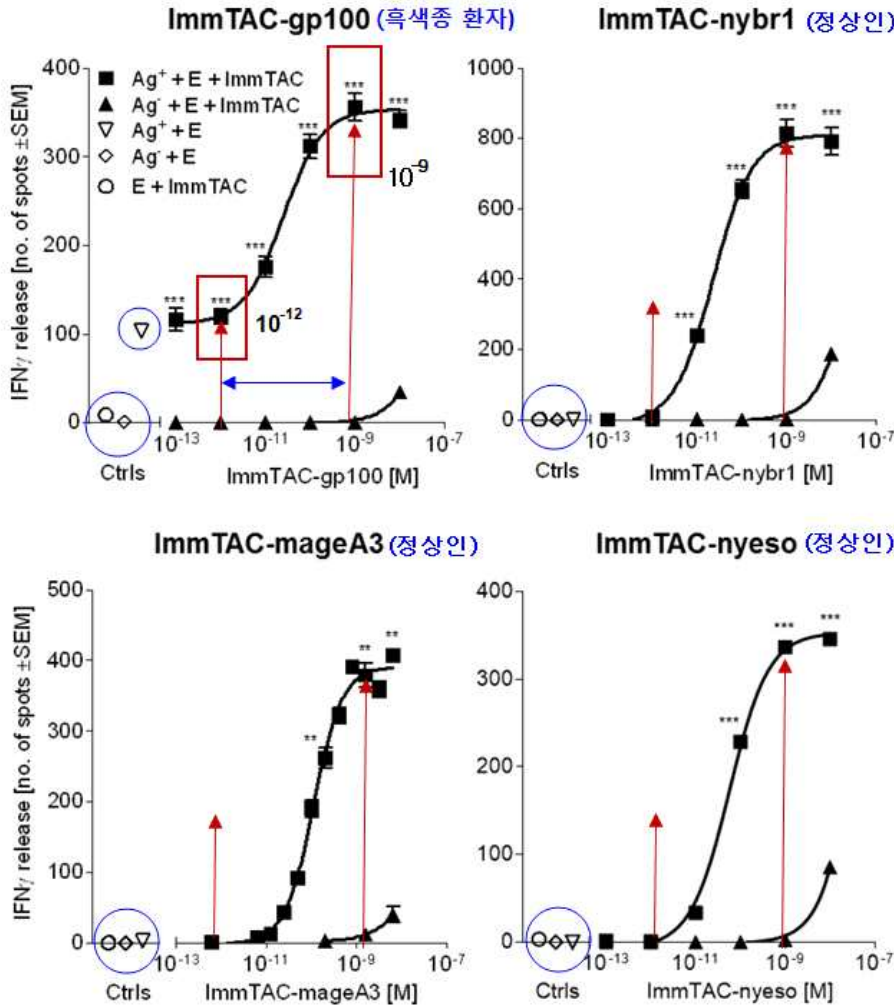 ImmTAC-gp100 (흑색종 환자)
400
300
200
100
0
IFNγ release [no. of spots ±SEM]
Ag⁺ + E + ImmTAC
Ag⁻ + E + ImmTAC
Ag⁺ + E
Ag⁻ + E
E + ImmTAC
***
***
***
***
***
***
10⁻⁹
10⁻¹²
Ctrls
10⁻¹³
10⁻¹¹
10⁻⁹
10⁻⁷
ImmTAC-gp100 [M]
ImmTAC-nybr1 (정상인)
1000
800
600
400
200
0
***
***
***
***
Ctrls
10⁻¹³
10⁻¹¹
10⁻⁹
10⁻⁷
ImmTAC-nybr1 [M]
ImmTAC-mageA3 (정상인)
500
400
300
200
100
0
IFNγ release [no. of spots ±SEM]
**
**
**
Ctrls
10⁻¹³
10⁻¹¹
10⁻⁹
10⁻⁷
ImmTAC-mageA3 [M]
ImmTAC-nyeso (정상인)
400
300
200
100
0
***
***
***
Ctrls
10⁻¹³
10⁻¹¹
10⁻⁹
10⁻⁷
ImmTAC-nyeso [M]